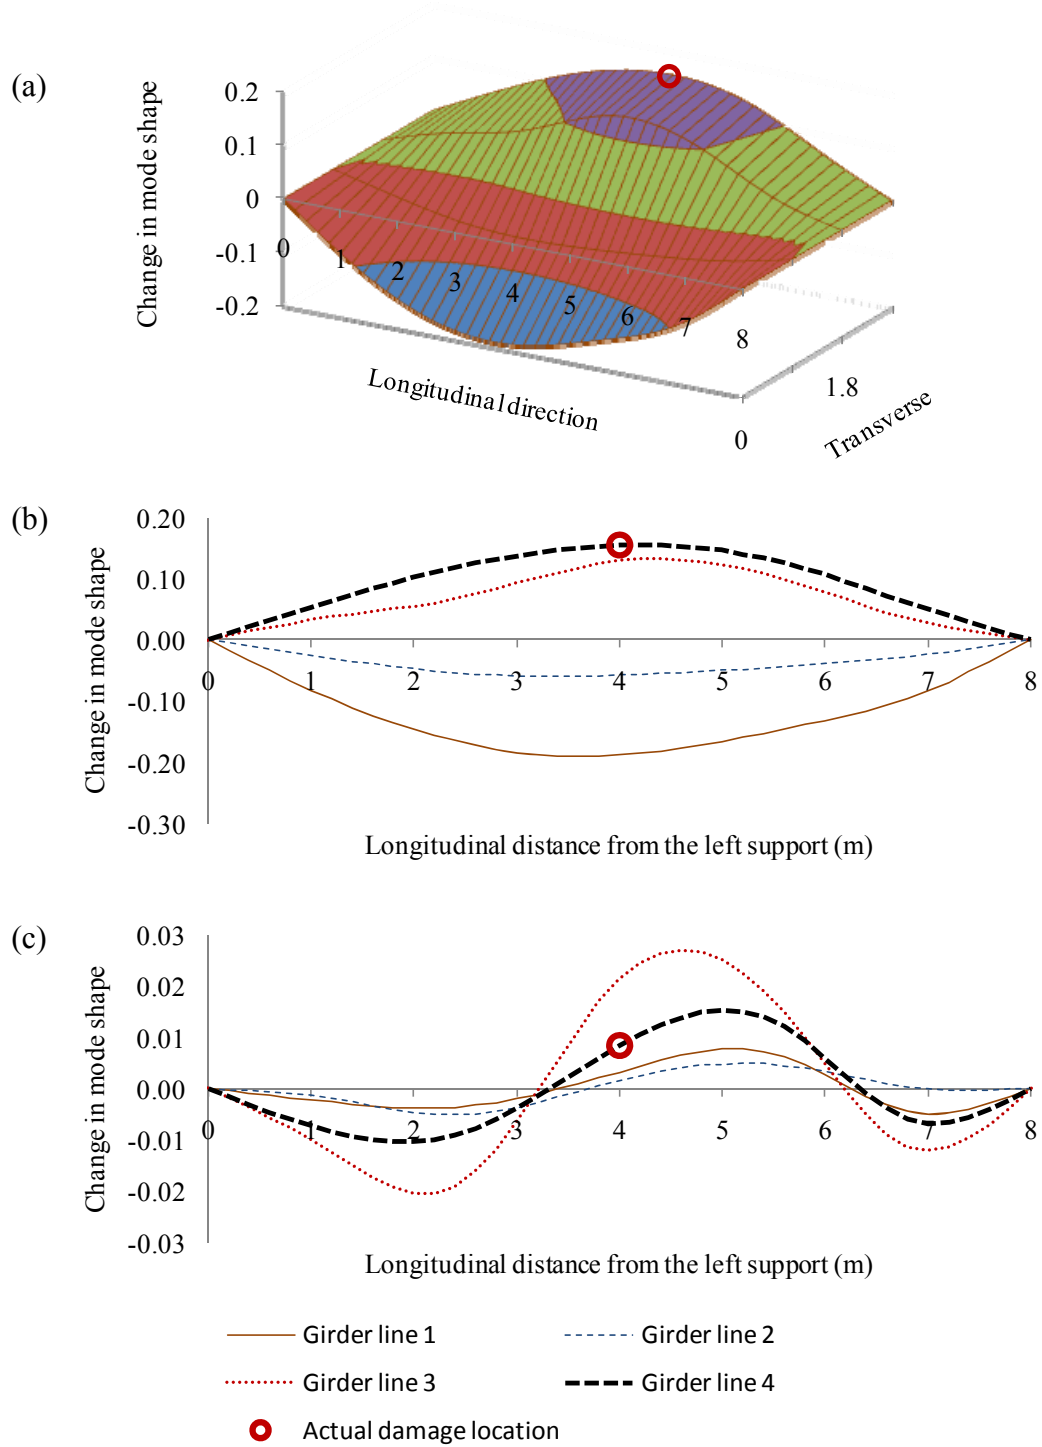 (a)
Change in mode shape
0.2
0.1
0
-0.1
-0.2
0 1 2 3 4 5 6 7 8
Longitudinal direction
0 1.8
Transverse
(b)
Change in mode shape
0.20
0.10
0.00
-0.10
-0.20
-0.30
0 1 2 3 4 5 6 7 8
Longitudinal distance from the left support (m)
(c)
Change in mode shape
0.03
0.02
0.01
0.00
-0.01
-0.02
-0.03
0 1 2 3 4 5 6 7 8
Longitudinal distance from the left support (m)
Girder line 1 Girder line 2
Girder line 3 Girder line 4
Actual damage location